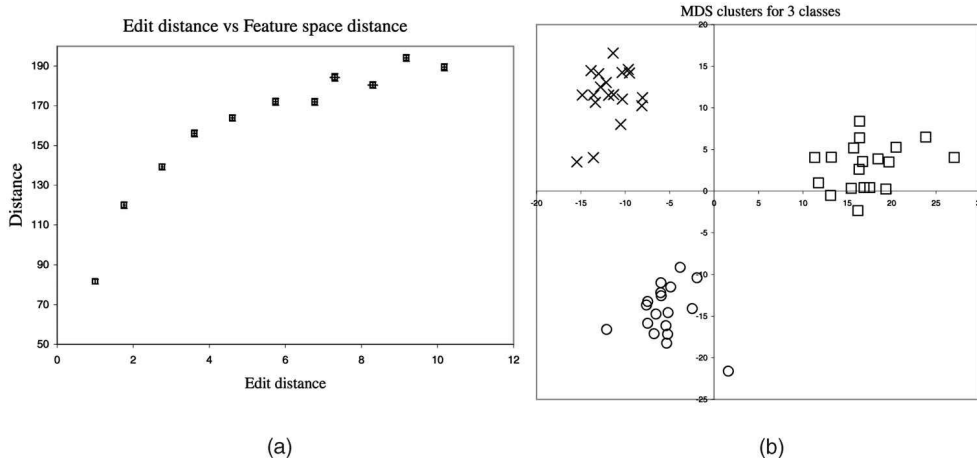 Edit distance vs Feature space distance
190
170
150
130
110
90
70
50
Distance
0 2 4 6 8 10 12
Edit distance
(a)
MDS clusters for 3 classes
20
15
10
5
0
-20 -15 -10 -5 0 5 10 15 20 25 30
-5
-10
-15
-20
-25
(b)